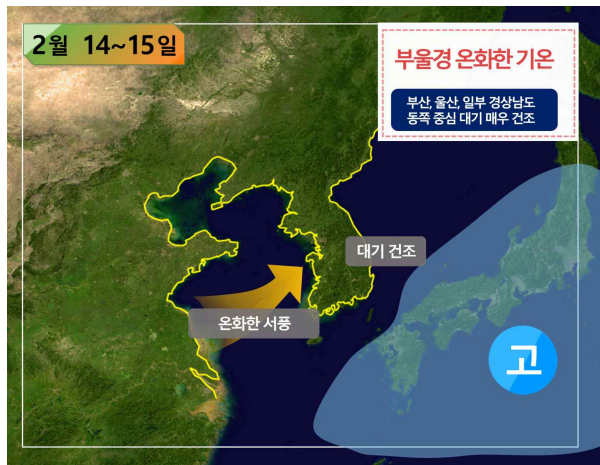 2월 14~15일
부울경 온화한 기온
부산, 울산, 일부 경상남도
동쪽 중심 대기 매우 건조
대기 건조
온화한 서풍
고